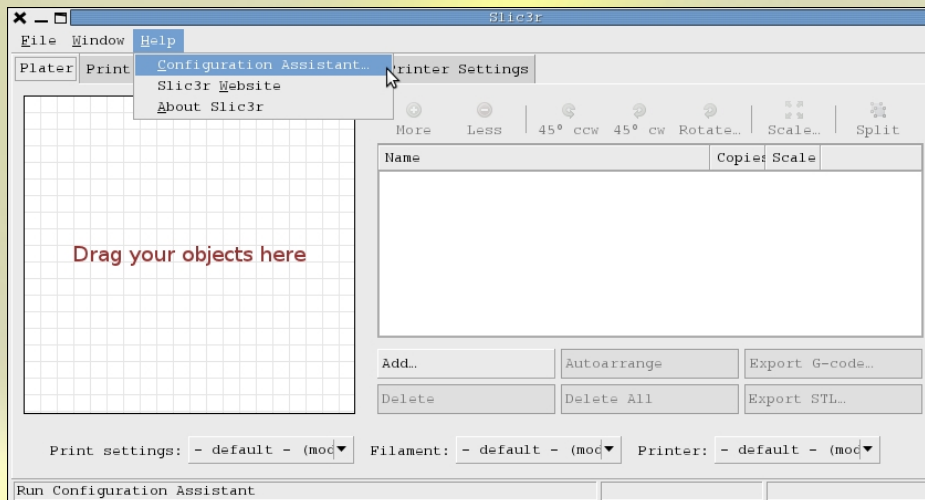 Slic3r
File Window Help
Configuration Assistant…
Slic3r Website
About Slic3r
Plater Print Printer Settings
More Less 45° ccw 45° cw Rotate… Scale… Split
Name Copies Scale
Drag your objects here
Add… Autoarrange Export G-code…
Delete Delete All Export STL…
Print settings: - default - (mod Filament: - default - (mod Printer: - default - (mod
Run Configuration Assistant